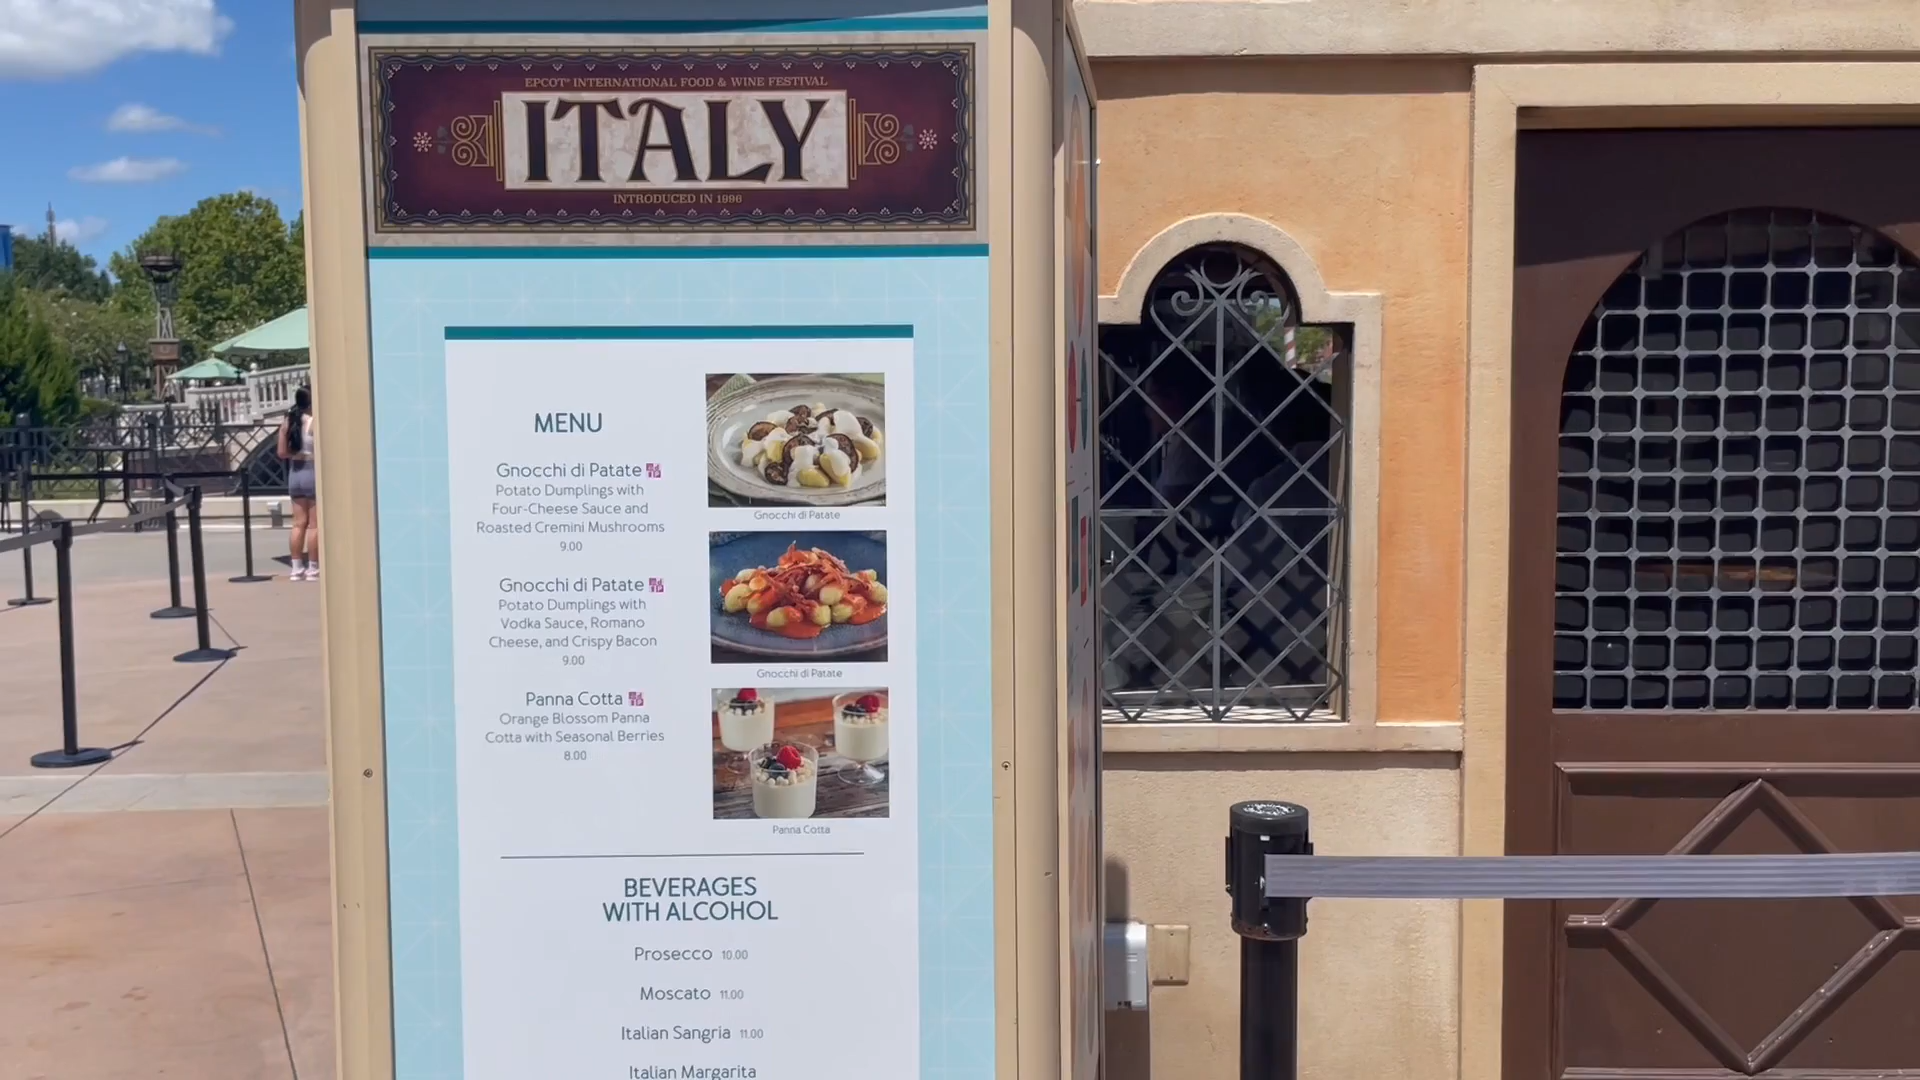 EPCOT® INTERNATIONAL FOOD & WINE FESTIVAL
ITALY
INTRODUCED IN 1996
MENU
Gnocchi di Patate
Potato Dumplings with
Four-Cheese Sauce and
Roasted Cremini Mushrooms
9.00
Gnocchi di Patate
Potato Dumplings with
Vodka Sauce, Romano
Cheese, and Crispy Bacon
9.00
Panna Cotta
Orange Blossom Panna
Cotta with Seasonal Berries
8.00
Gnocchi di Patate
Gnocchi di Patate
Panna Cotta
BEVERAGES
WITH ALCOHOL
Prosecco 10.00
Moscato 11.00
Italian Sangria 11.00
Italian Margarita